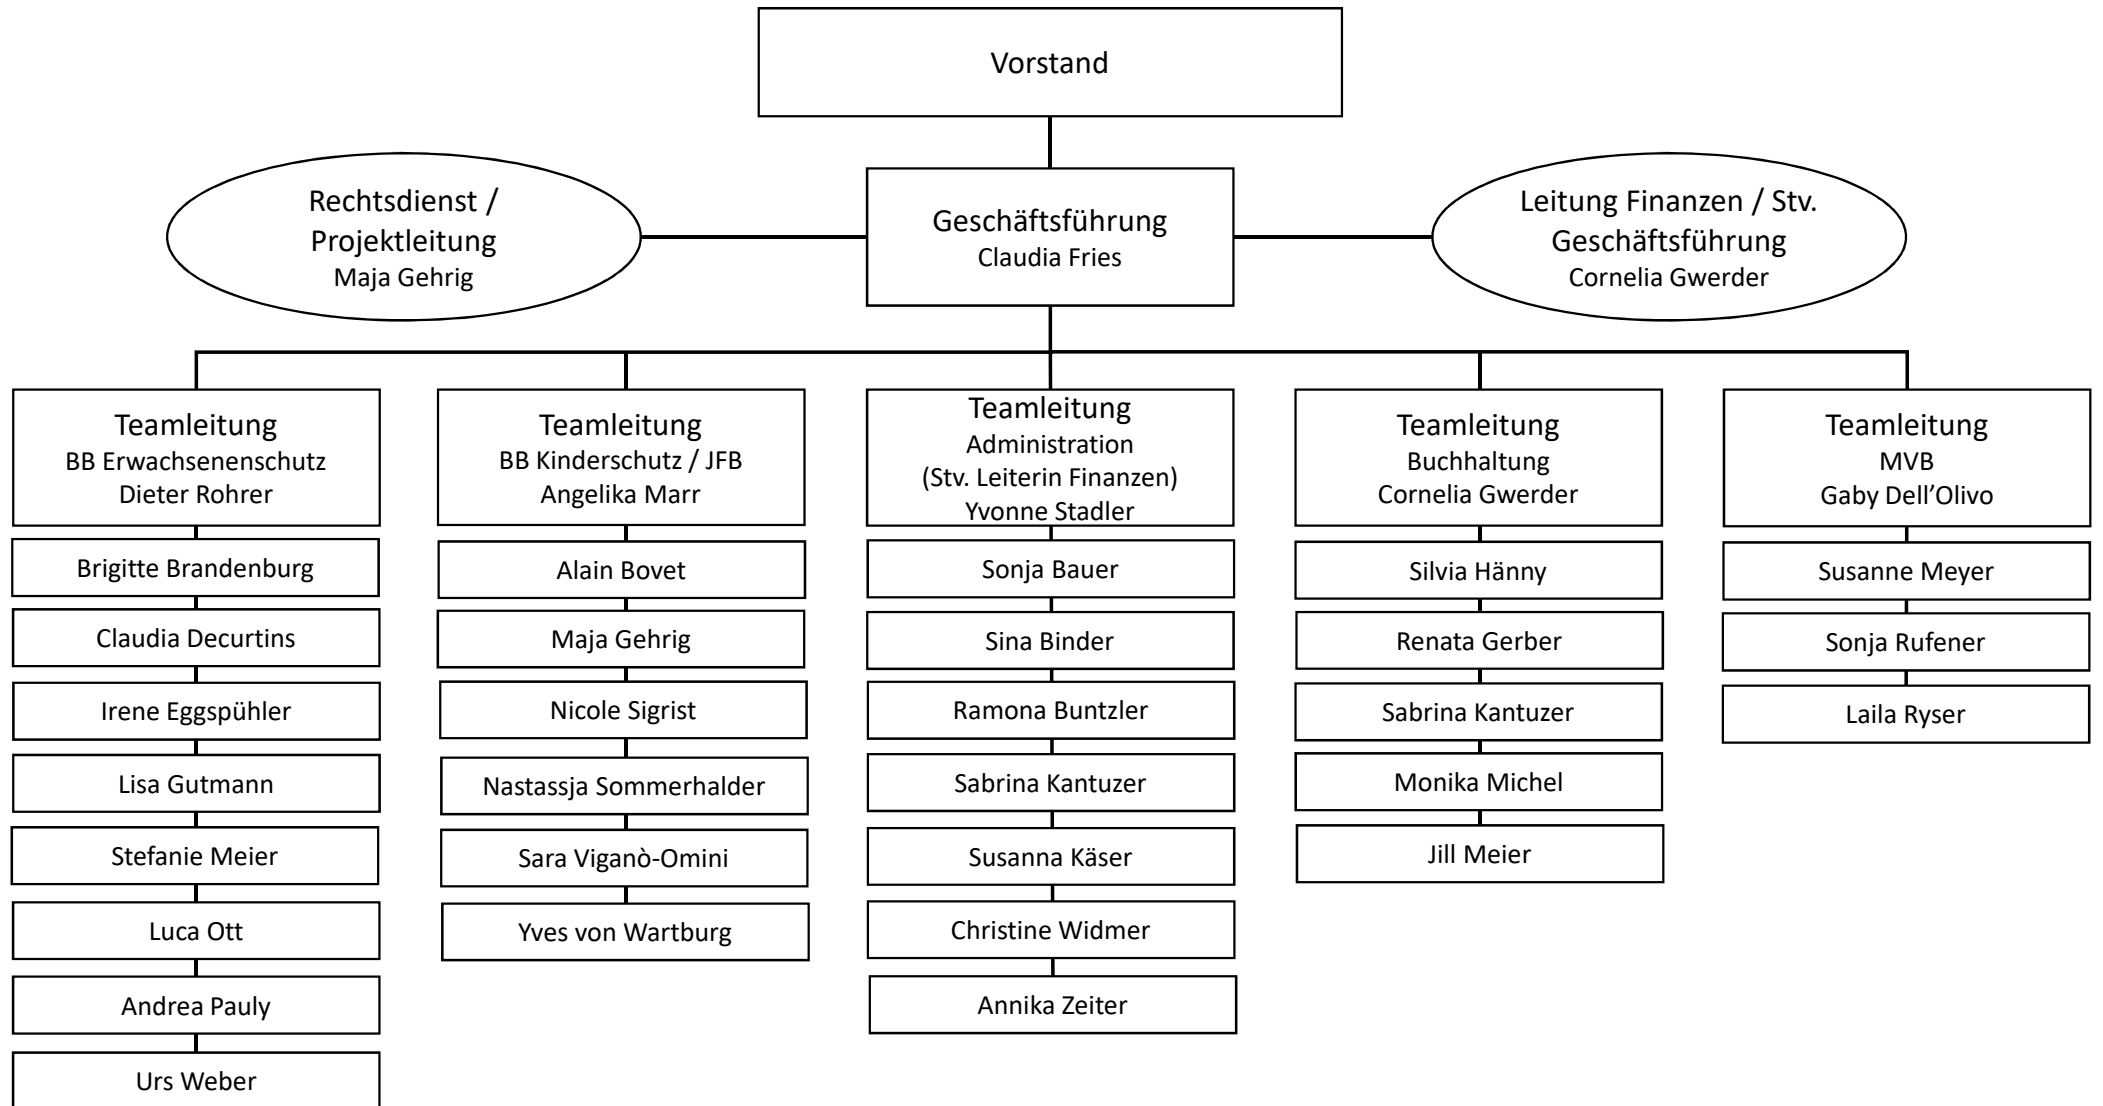 Vorstand
Rechtsdienst /
Projektleitung
Maja Gehrig
Geschäftsführung
Claudia Fries
Leitung Finanzen / Stv.
Geschäftsführung
Cornelia Gwerder
Teamleitung
BB Erwachsenenschutz
Dieter Rohrer
Brigitte Brandenburg
Claudia Decurtins
Irene Eggspühler
Lisa Gutmann
Stefanie Meier
Luca Ott
Andrea Pauly
Urs Weber
Teamleitung
BB Kinderschutz / JFB
Angelika Marr
Alain Bovet
Maja Gehrig
Nicole Sigrist
Nastassja Sommerhalder
Sara Viganò-Omini
Yves von Wartburg
Teamleitung
Administration
(Stv. Leiterin Finanzen)
Yvonne Stadler
Sonja Bauer
Sina Binder
Ramona Buntzler
Sabrina Kantuzer
Susanna Käser
Christine Widmer
Annika Zeiter
Teamleitung
Buchhaltung
Cornelia Gwerder
Silvia Hänny
Renata Gerber
Sabrina Kantuzer
Monika Michel
Jill Meier
Teamleitung
MVB
Gaby Dell’Olivo
Susanne Meyer
Sonja Rufener
Laila Ryser